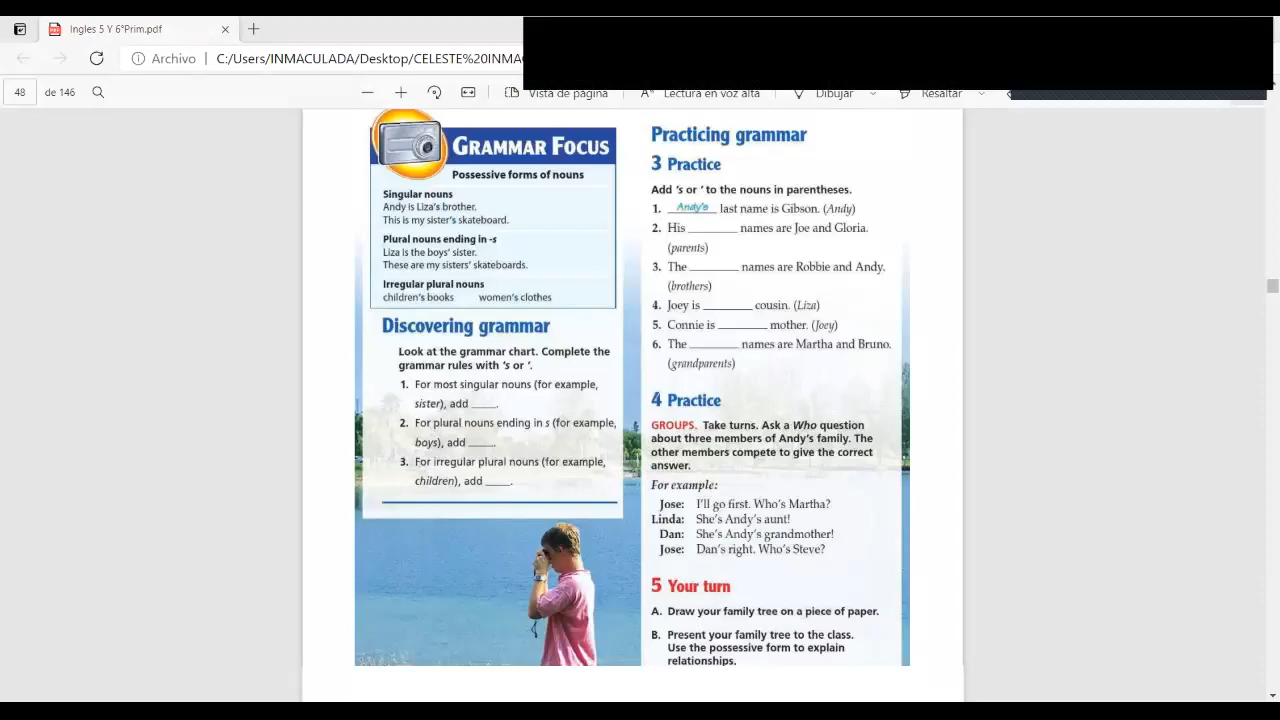 Ingles 5 Y 6°Prim.pdf
Archivo | C:/Users/INMACULADA/Desktop/CELESTE%20INMA
48 de 146
Vista de página
Lectura en voz alta
Dibujar
Resaltar
GRAMMAR FOCUS
Possessive forms of nouns
Singular nouns
Andy is Liza's brother.
This is my sister's skateboard.
Plural nouns ending in -s
Liza is the boys' sister.
These are my sisters' skateboards.
Irregular plural nouns
children's books women's clothes
Discovering grammar
Look at the grammar chart. Complete the
grammar rules with 's or '.
1. For most singular nouns (for example,
sister), add ____.
2. For plural nouns ending in s (for example,
boys), add ____.
3. For irregular plural nouns (for example,
children), add ____.
Practicing grammar
3 Practice
Add 's or ' to the nouns in parentheses.
1. Andy's last name is Gibson. (Andy)
2. His ________ names are Joe and Gloria.
(parents)
3. The ________ names are Robbie and Andy.
(brothers)
4. Joey is ________ cousin. (Liza)
5. Connie is ________ mother. (Joey)
6. The ________ names are Martha and Bruno.
(grandparents)
4 Practice
GROUPS. Take turns. Ask a Who question
about three members of Andy's family. The
other members compete to give the correct
answer.
For example:
Jose: I'll go first. Who's Martha?
Linda: She's Andy's aunt!
Dan: She's Andy's grandmother!
Jose: Dan's right. Who's Steve?
5 Your turn
A. Draw your family tree on a piece of paper.
B. Present your family tree to the class.
Use the possessive form to explain
relationships.